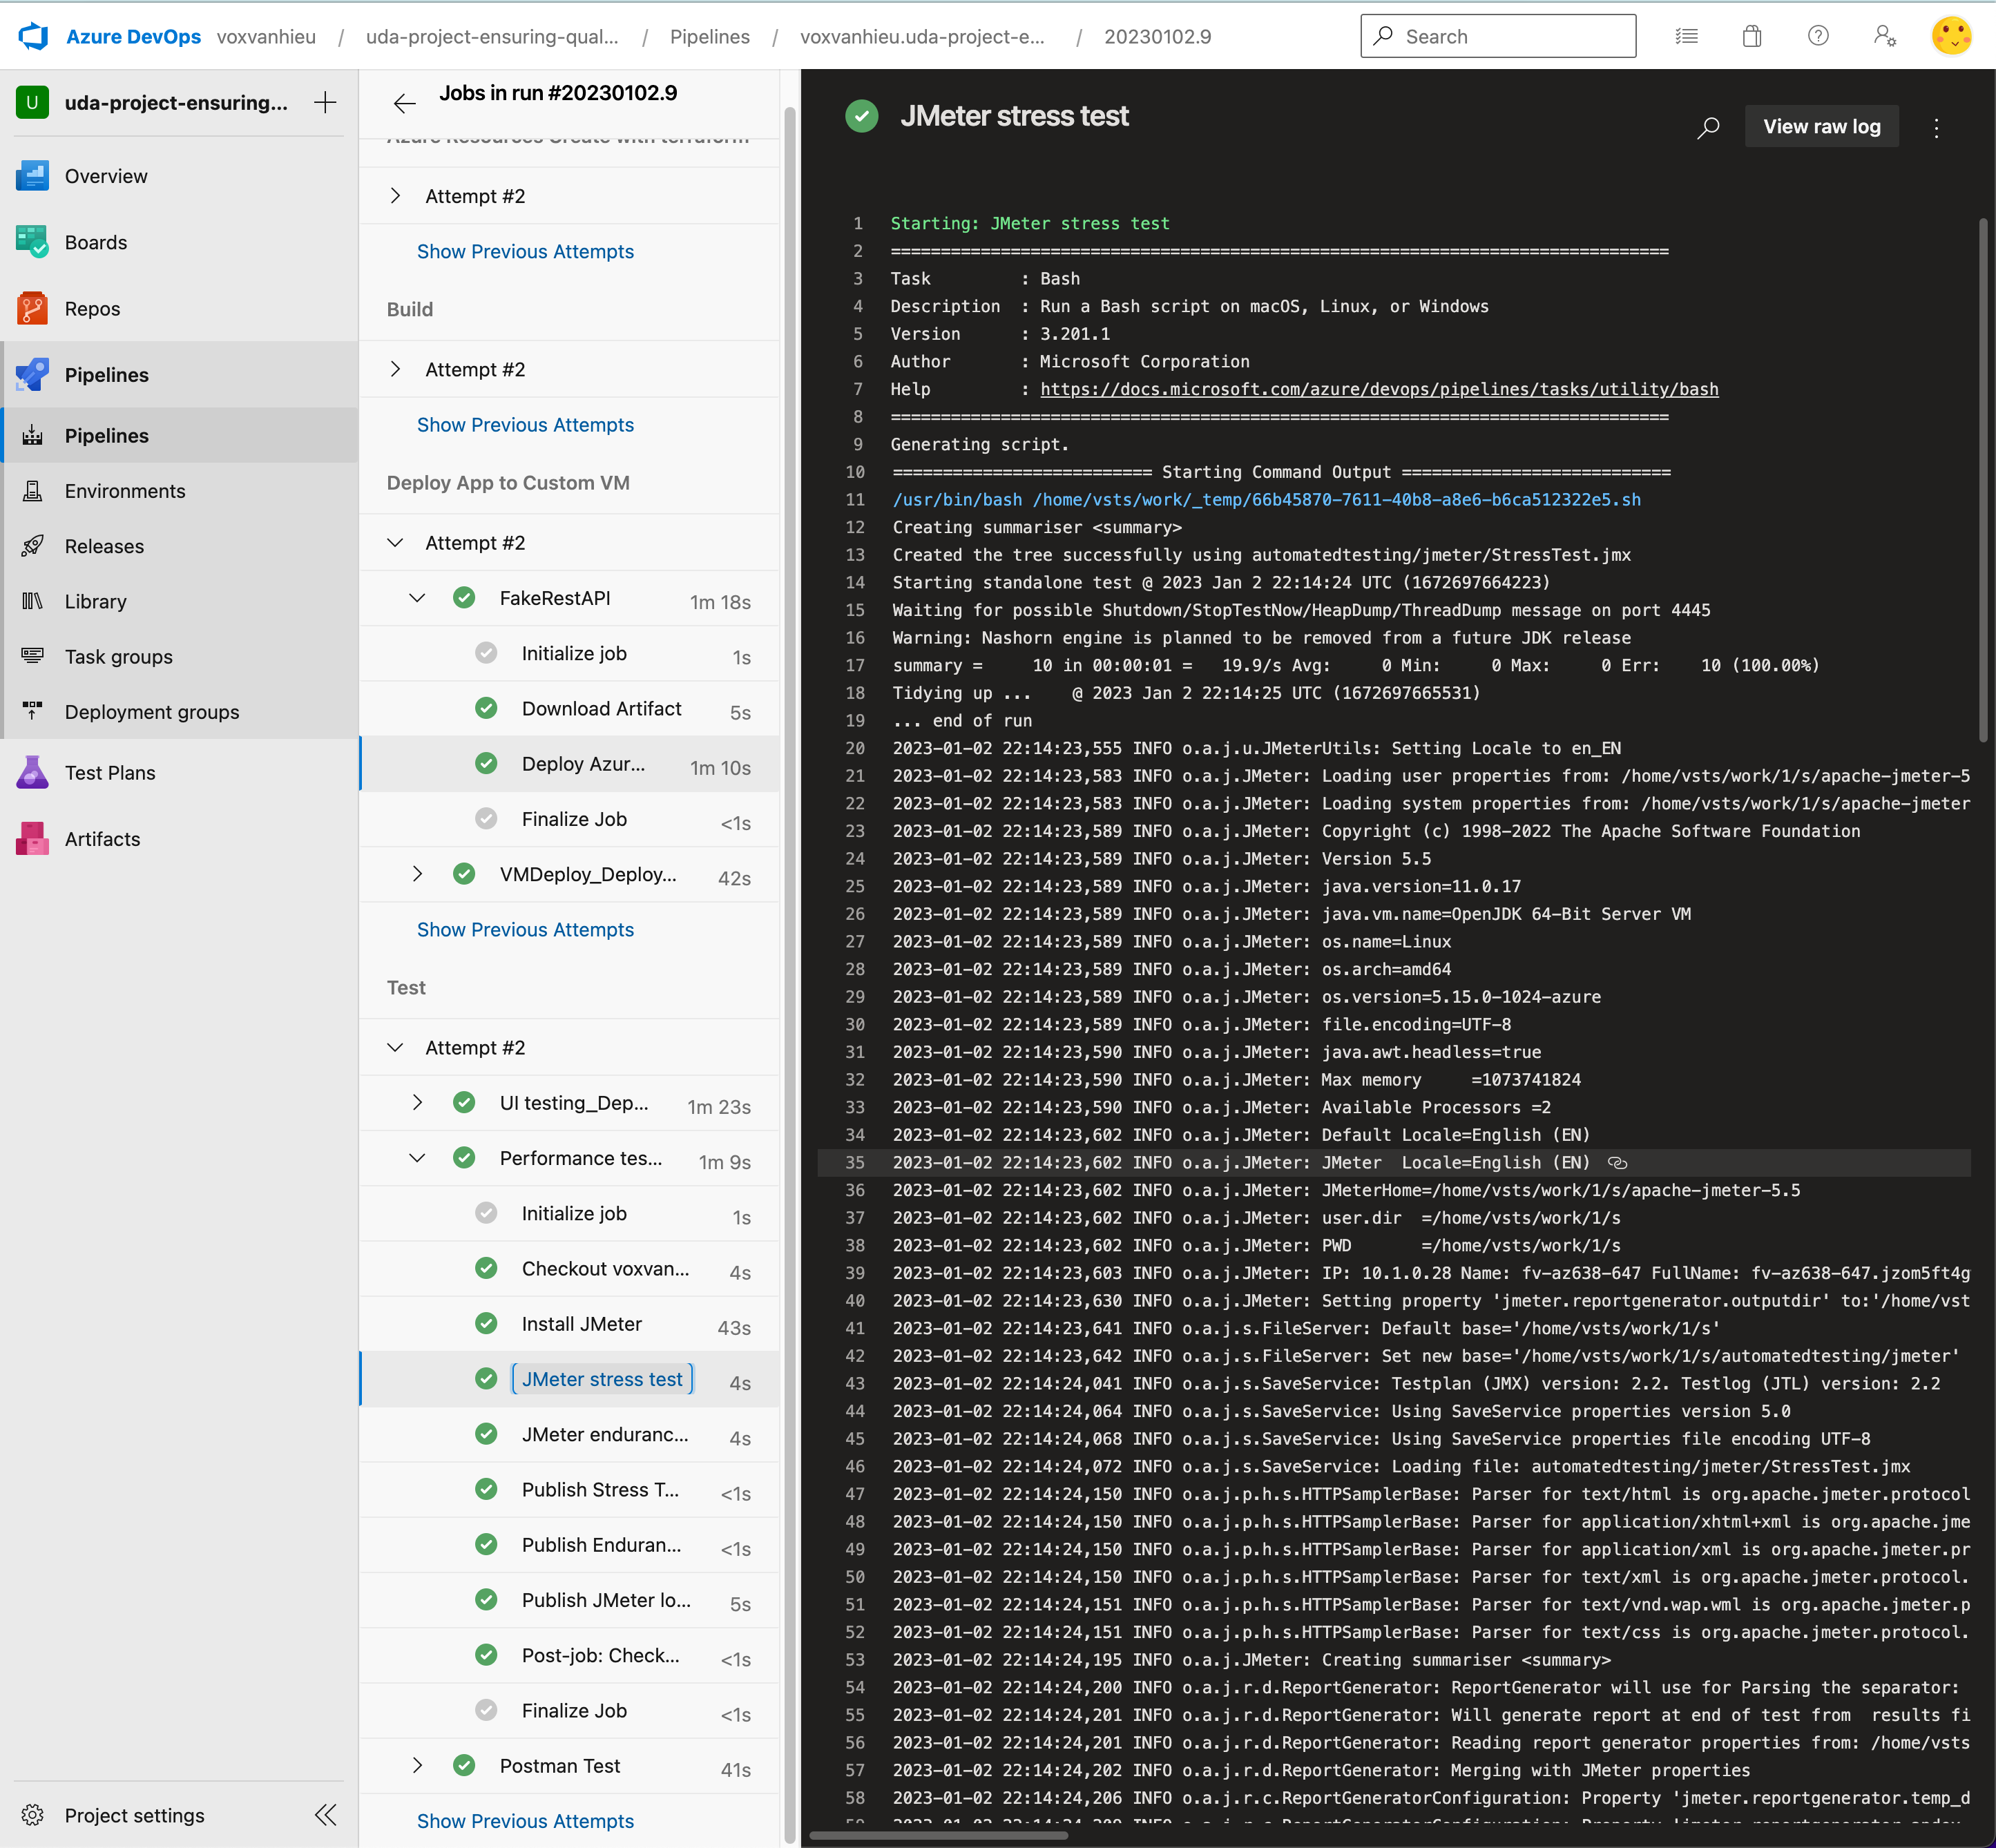 Azure DevOps voxvanhieu / uda-project-ensuring-qual... / Pipelines / voxvanhieu.uda-project-e... / 20230102.9 Search
U uda-project-ensuring...
Overview
Boards
Repos
Pipelines
Pipelines
Environments
Releases
Library
Task groups
Deployment groups
Test Plans
Artifacts
Project settings
Jobs in run #20230102.9
Azure Resources Create with terraform
Attempt #2
Show Previous Attempts
Build
Attempt #2
Show Previous Attempts
Deploy App to Custom VM
Attempt #2
FakeRestAPI 1m 18s
Initialize job 1s
Download Artifact 5s
Deploy Azur... 1m 10s
Finalize Job <1s
VMDeploy_Deploy... 42s
Show Previous Attempts
Test
Attempt #2
UI testing_Dep... 1m 23s
Performance tes... 1m 9s
Initialize job 1s
Checkout voxvan... 4s
Install JMeter 43s
JMeter stress test 4s
JMeter enduranc... 4s
Publish Stress T... <1s
Publish Enduran... <1s
Publish JMeter lo... 5s
Post-job: Check... <1s
Finalize Job <1s
Postman Test 41s
Show Previous Attempts
JMeter stress test
View raw log
1 Starting: JMeter stress test
2 ==============================================================================
3 Task : Bash
4 Description : Run a Bash script on macOS, Linux, or Windows
5 Version : 3.201.1
6 Author : Microsoft Corporation
7 Help : https://docs.microsoft.com/azure/devops/pipelines/tasks/utility/bash
8 ==============================================================================
9 Generating script.
10 ========================== Starting Command Output ===========================
11 /usr/bin/bash /home/vsts/work/_temp/66b45870-7611-40b8-a8e6-b6ca512322e5.sh
12 Creating summariser <summary>
13 Created the tree successfully using automatedtesting/jmeter/StressTest.jmx
14 Starting standalone test @ 2023 Jan 2 22:14:24 UTC (1672697664223)
15 Waiting for possible Shutdown/StopTestNow/HeapDump/ThreadDump message on port 4445
16 Warning: Nashorn engine is planned to be removed from a future JDK release
17 summary = 10 in 00:00:01 = 19.9/s Avg: 0 Min: 0 Max: 0 Err: 10 (100.00%)
18 Tidying up ... @ 2023 Jan 2 22:14:25 UTC (1672697665531)
19 ... end of run
20 2023-01-02 22:14:23,555 INFO o.a.j.u.JMeterUtils: Setting Locale to en_EN
21 2023-01-02 22:14:23,583 INFO o.a.j.JMeter: Loading user properties from: /home/vsts/work/1/s/apache-jmeter-5
22 2023-01-02 22:14:23,583 INFO o.a.j.JMeter: Loading system properties from: /home/vsts/work/1/s/apache-jmeter
23 2023-01-02 22:14:23,589 INFO o.a.j.JMeter: Copyright (c) 1998-2022 The Apache Software Foundation
24 2023-01-02 22:14:23,589 INFO o.a.j.JMeter: Version 5.5
25 2023-01-02 22:14:23,589 INFO o.a.j.JMeter: java.version=11.0.17
26 2023-01-02 22:14:23,589 INFO o.a.j.JMeter: java.vm.name=OpenJDK 64-Bit Server VM
27 2023-01-02 22:14:23,589 INFO o.a.j.JMeter: os.name=Linux
28 2023-01-02 22:14:23,589 INFO o.a.j.JMeter: os.arch=amd64
29 2023-01-02 22:14:23,589 INFO o.a.j.JMeter: os.version=5.15.0-1024-azure
30 2023-01-02 22:14:23,589 INFO o.a.j.JMeter: file.encoding=UTF-8
31 2023-01-02 22:14:23,590 INFO o.a.j.JMeter: java.awt.headless=true
32 2023-01-02 22:14:23,590 INFO o.a.j.JMeter: Max memory =1073741824
33 2023-01-02 22:14:23,590 INFO o.a.j.JMeter: Available Processors =2
34 2023-01-02 22:14:23,602 INFO o.a.j.JMeter: Default Locale=English (EN)
35 2023-01-02 22:14:23,602 INFO o.a.j.JMeter: JMeter Locale=English (EN)
36 2023-01-02 22:14:23,602 INFO o.a.j.JMeter: JMeterHome=/home/vsts/work/1/s/apache-jmeter-5.5
37 2023-01-02 22:14:23,602 INFO o.a.j.JMeter: user.dir =/home/vsts/work/1/s
38 2023-01-02 22:14:23,602 INFO o.a.j.JMeter: PWD =/home/vsts/work/1/s
39 2023-01-02 22:14:23,603 INFO o.a.j.JMeter: IP: 10.1.0.28 Name: fv-az638-647 FullName: fv-az638-647.jzom5ft4g
40 2023-01-02 22:14:23,630 INFO o.a.j.JMeter: Setting property 'jmeter.reportgenerator.outputdir' to:'/home/vst
41 2023-01-02 22:14:23,641 INFO o.a.j.s.FileServer: Default base='/home/vsts/work/1/s'
42 2023-01-02 22:14:23,642 INFO o.a.j.s.FileServer: Set new base='/home/vsts/work/1/s/automatedtesting/jmeter'
43 2023-01-02 22:14:24,041 INFO o.a.j.s.SaveService: Testplan (JMX) version: 2.2. Testlog (JTL) version: 2.2
44 2023-01-02 22:14:24,064 INFO o.a.j.s.SaveService: Using SaveService properties version 5.0
45 2023-01-02 22:14:24,068 INFO o.a.j.s.SaveService: Using SaveService properties file encoding UTF-8
46 2023-01-02 22:14:24,072 INFO o.a.j.s.SaveService: Loading file: automatedtesting/jmeter/StressTest.jmx
47 2023-01-02 22:14:24,150 INFO o.a.j.p.h.s.HTTPSamplerBase: Parser for text/html is org.apache.jmeter.protocol
48 2023-01-02 22:14:24,150 INFO o.a.j.p.h.s.HTTPSamplerBase: Parser for application/xhtml+xml is org.apache.jme
49 2023-01-02 22:14:24,150 INFO o.a.j.p.h.s.HTTPSamplerBase: Parser for application/xml is org.apache.jmeter.pr
50 2023-01-02 22:14:24,150 INFO o.a.j.p.h.s.HTTPSamplerBase: Parser for text/xml is org.apache.jmeter.protocol.
51 2023-01-02 22:14:24,151 INFO o.a.j.p.h.s.HTTPSamplerBase: Parser for text/vnd.wap.wml is org.apache.jmeter.p
52 2023-01-02 22:14:24,151 INFO o.a.j.p.h.s.HTTPSamplerBase: Parser for text/css is org.apache.jmeter.protocol.
53 2023-01-02 22:14:24,195 INFO o.a.j.JMeter: Creating summariser <summary>
54 2023-01-02 22:14:24,200 INFO o.a.j.r.d.ReportGenerator: ReportGenerator will use for Parsing the separator:
55 2023-01-02 22:14:24,201 INFO o.a.j.r.d.ReportGenerator: Will generate report at end of test from results fi
56 2023-01-02 22:14:24,201 INFO o.a.j.r.d.ReportGenerator: Reading report generator properties from: /home/vsts
57 2023-01-02 22:14:24,202 INFO o.a.j.r.d.ReportGenerator: Merging with JMeter properties
58 2023-01-02 22:14:24,206 INFO o.a.j.r.c.ReportGeneratorConfiguration: Property 'jmeter.reportgenerator.temp_d